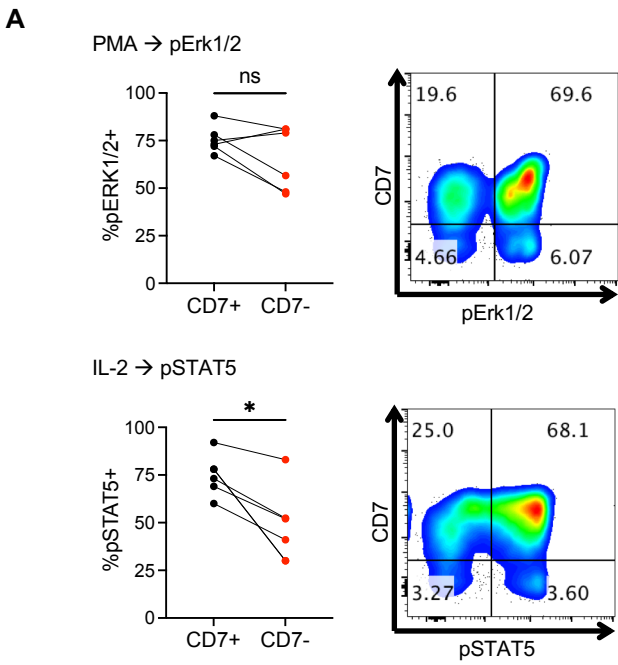 A
PMA → pErk1/2
ns
100
75
50
25
0
%pERK1/2+
CD7+ CD7-
19.6 69.6
CD7
4.66 6.07
pErk1/2
IL-2 → pSTAT5
*
100
75
50
25
0
%pSTAT5+
CD7+ CD7-
25.0 68.1
CD7
3.27 3.60
pSTAT5